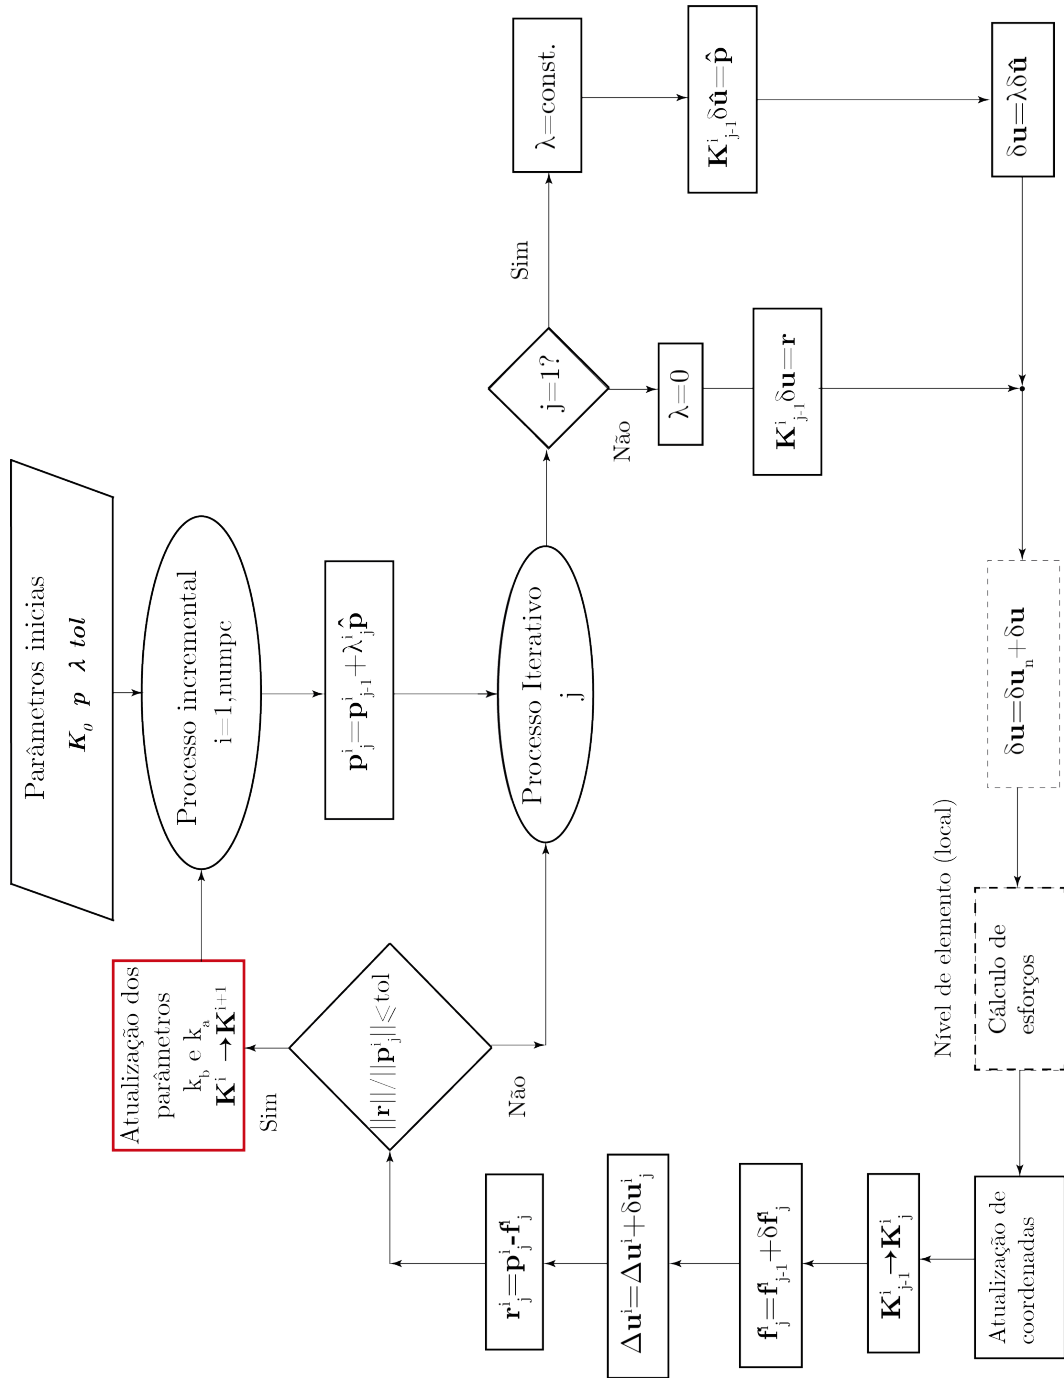 Parâmetros inicias
K₀ p λ tol
Processo incremental
i=1,numpc
p^i_j=p^i_{j-1}+λ^i_j p̂
Processo Iterativo
j
j=1?
Sim
λ=const.
K^i_{j-1}δû=p̂
δu=λδû
Não
λ=0
K^i_{j-1}δu=r
δu=δu_n+δu
Nível de elemento (local)
Cálculo de
esforços
Atualização de
coordenadas
K^i_{j-1}→K^i_j
f^i_j=f^i_{j-1}+δf^i_j
Δu^i=Δu^i+δu^i_j
r^i_j=p^i_j-f^i_j
||r||/||p^i_j||⩽tol
Não
Sim
Atualização dos
parâmetros
k_b e k_a
K^i→K^{i+1}